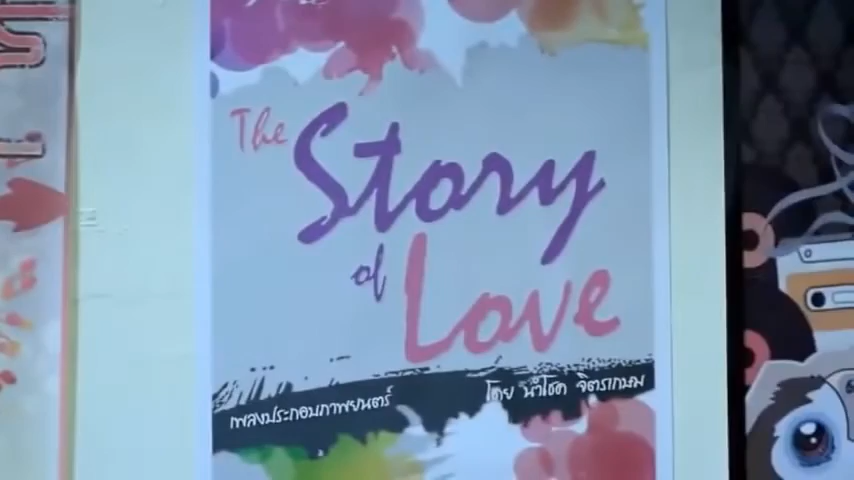 The
Story
of
Love
เพลงประกอบภาพยนตร์
โดย นำโชค จิตรเกษม